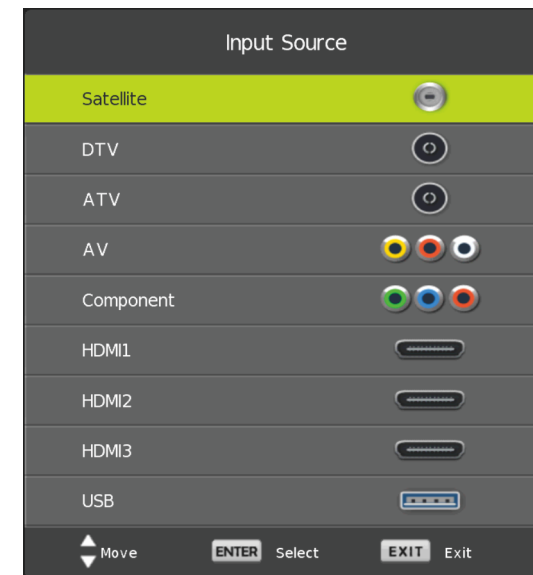 Input Source
Satellite
DTV
ATV
AV
Component
HDMI1
HDMI2
HDMI3
USB
Move ENTER Select EXIT Exit